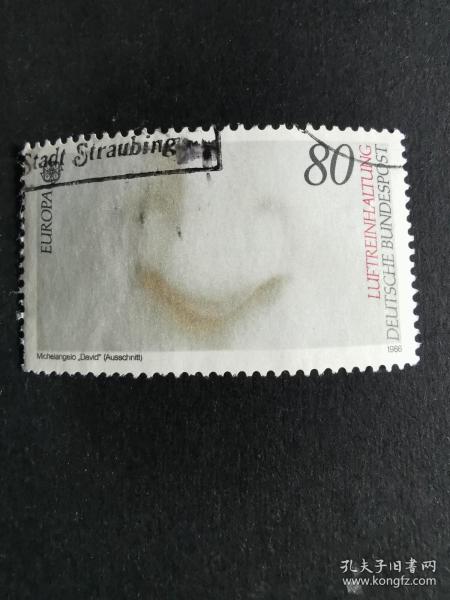 Stadt Straubing
80
EUROPA
LUFTREINHALTUNG
DEUTSCHE BUNDESPOST
Michelangelo „David“ (Ausschnitt)
1986
孔夫子旧书网
www.kongfz.com